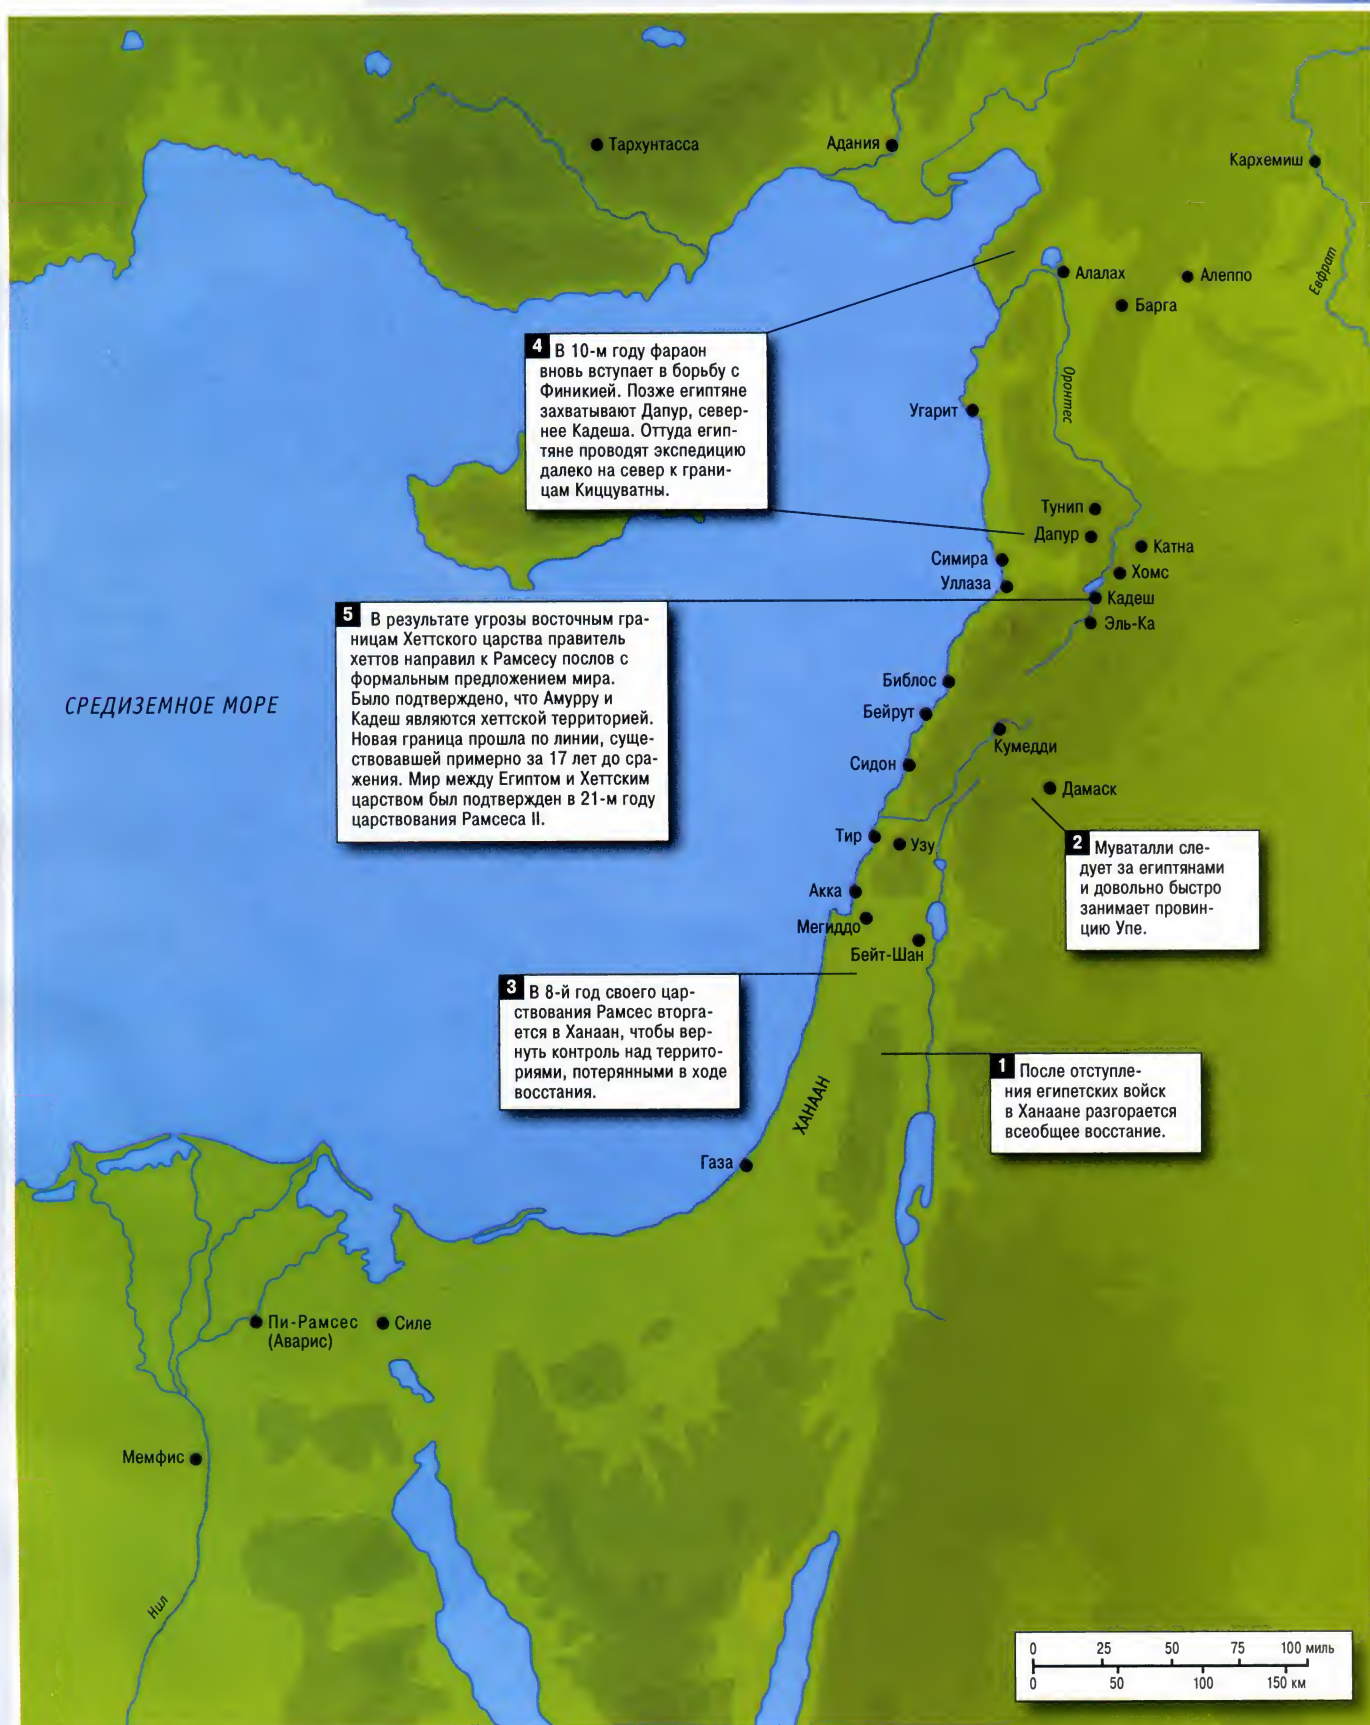 Тархунтасса
Адания
Кархемиш
Евфрат
Алалах
Алеппо
Барга
4 В 10-м году фараон
вновь вступает в борьбу с
Финикией. Позже египтяне
захватывают Дапур, север-
нее Кадеша. Оттуда егип-
тяне проводят экспедицию
далеко на север к грани-
цам Киццуватны.
Оронтес
Угарит
Тунип
Дапур
Катна
Симира
Хомс
Уллаза
Кадеш
Эль-Ка
5 В результате угрозы восточным гра-
ницам Хеттского царства правитель
хеттов направил к Рамсесу послов с
формальным предложением мира.
Было подтверждено, что Амурру и
Кадеш являются хеттской территорией.
Новая граница прошла по линии, суще-
ствовавшей примерно за 17 лет до сра-
жения. Мир между Египтом и Хеттским
царством был подтвержден в 21-м году
царствования Рамсеса II.
СРЕДИЗЕМНОЕ МОРЕ
Библос
Бейрут
Кумедди
Сидон
Дамаск
Тир
Узу
2 Муваталли сле-
дует за египтянами
и довольно быстро
занимает провин-
цию Упе.
Акка
Мегиддо
Бейт-Шан
3 В 8-й год своего цар-
ствования Рамсес вторга-
ется в Ханаан, чтобы вер-
нуть контроль над террито-
риями, потерянными в ходе
восстания.
1 После отступле-
ния египетских войск
в Ханаане разгорается
всеобщее восстание.
ХАНААН
Газа
Пи-Рамсес
(Аварис)
Силе
Мемфис
Нил
0 25 50 75 100 миль
0 50 100 150 км